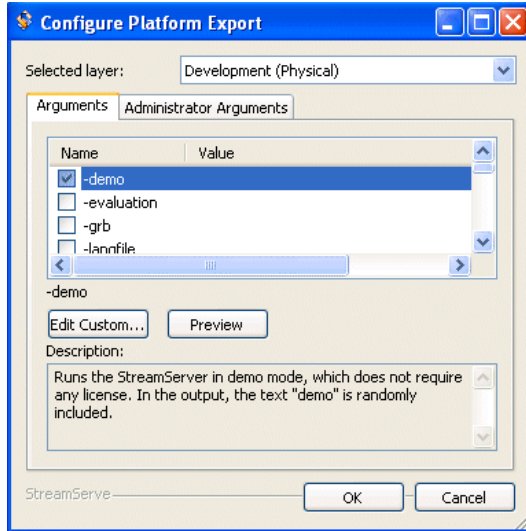 Configure Platform Export
Selected layer: Development (Physical)
Arguments Administrator Arguments
Name Value
-demo
-evaluation
-grb
-langfile
-demo
Edit Custom... Preview
Description:
Runs the StreamServer in demo mode, which does not require
any license. In the output, the text "demo" is randomly
included.
StreamServe
OK Cancel